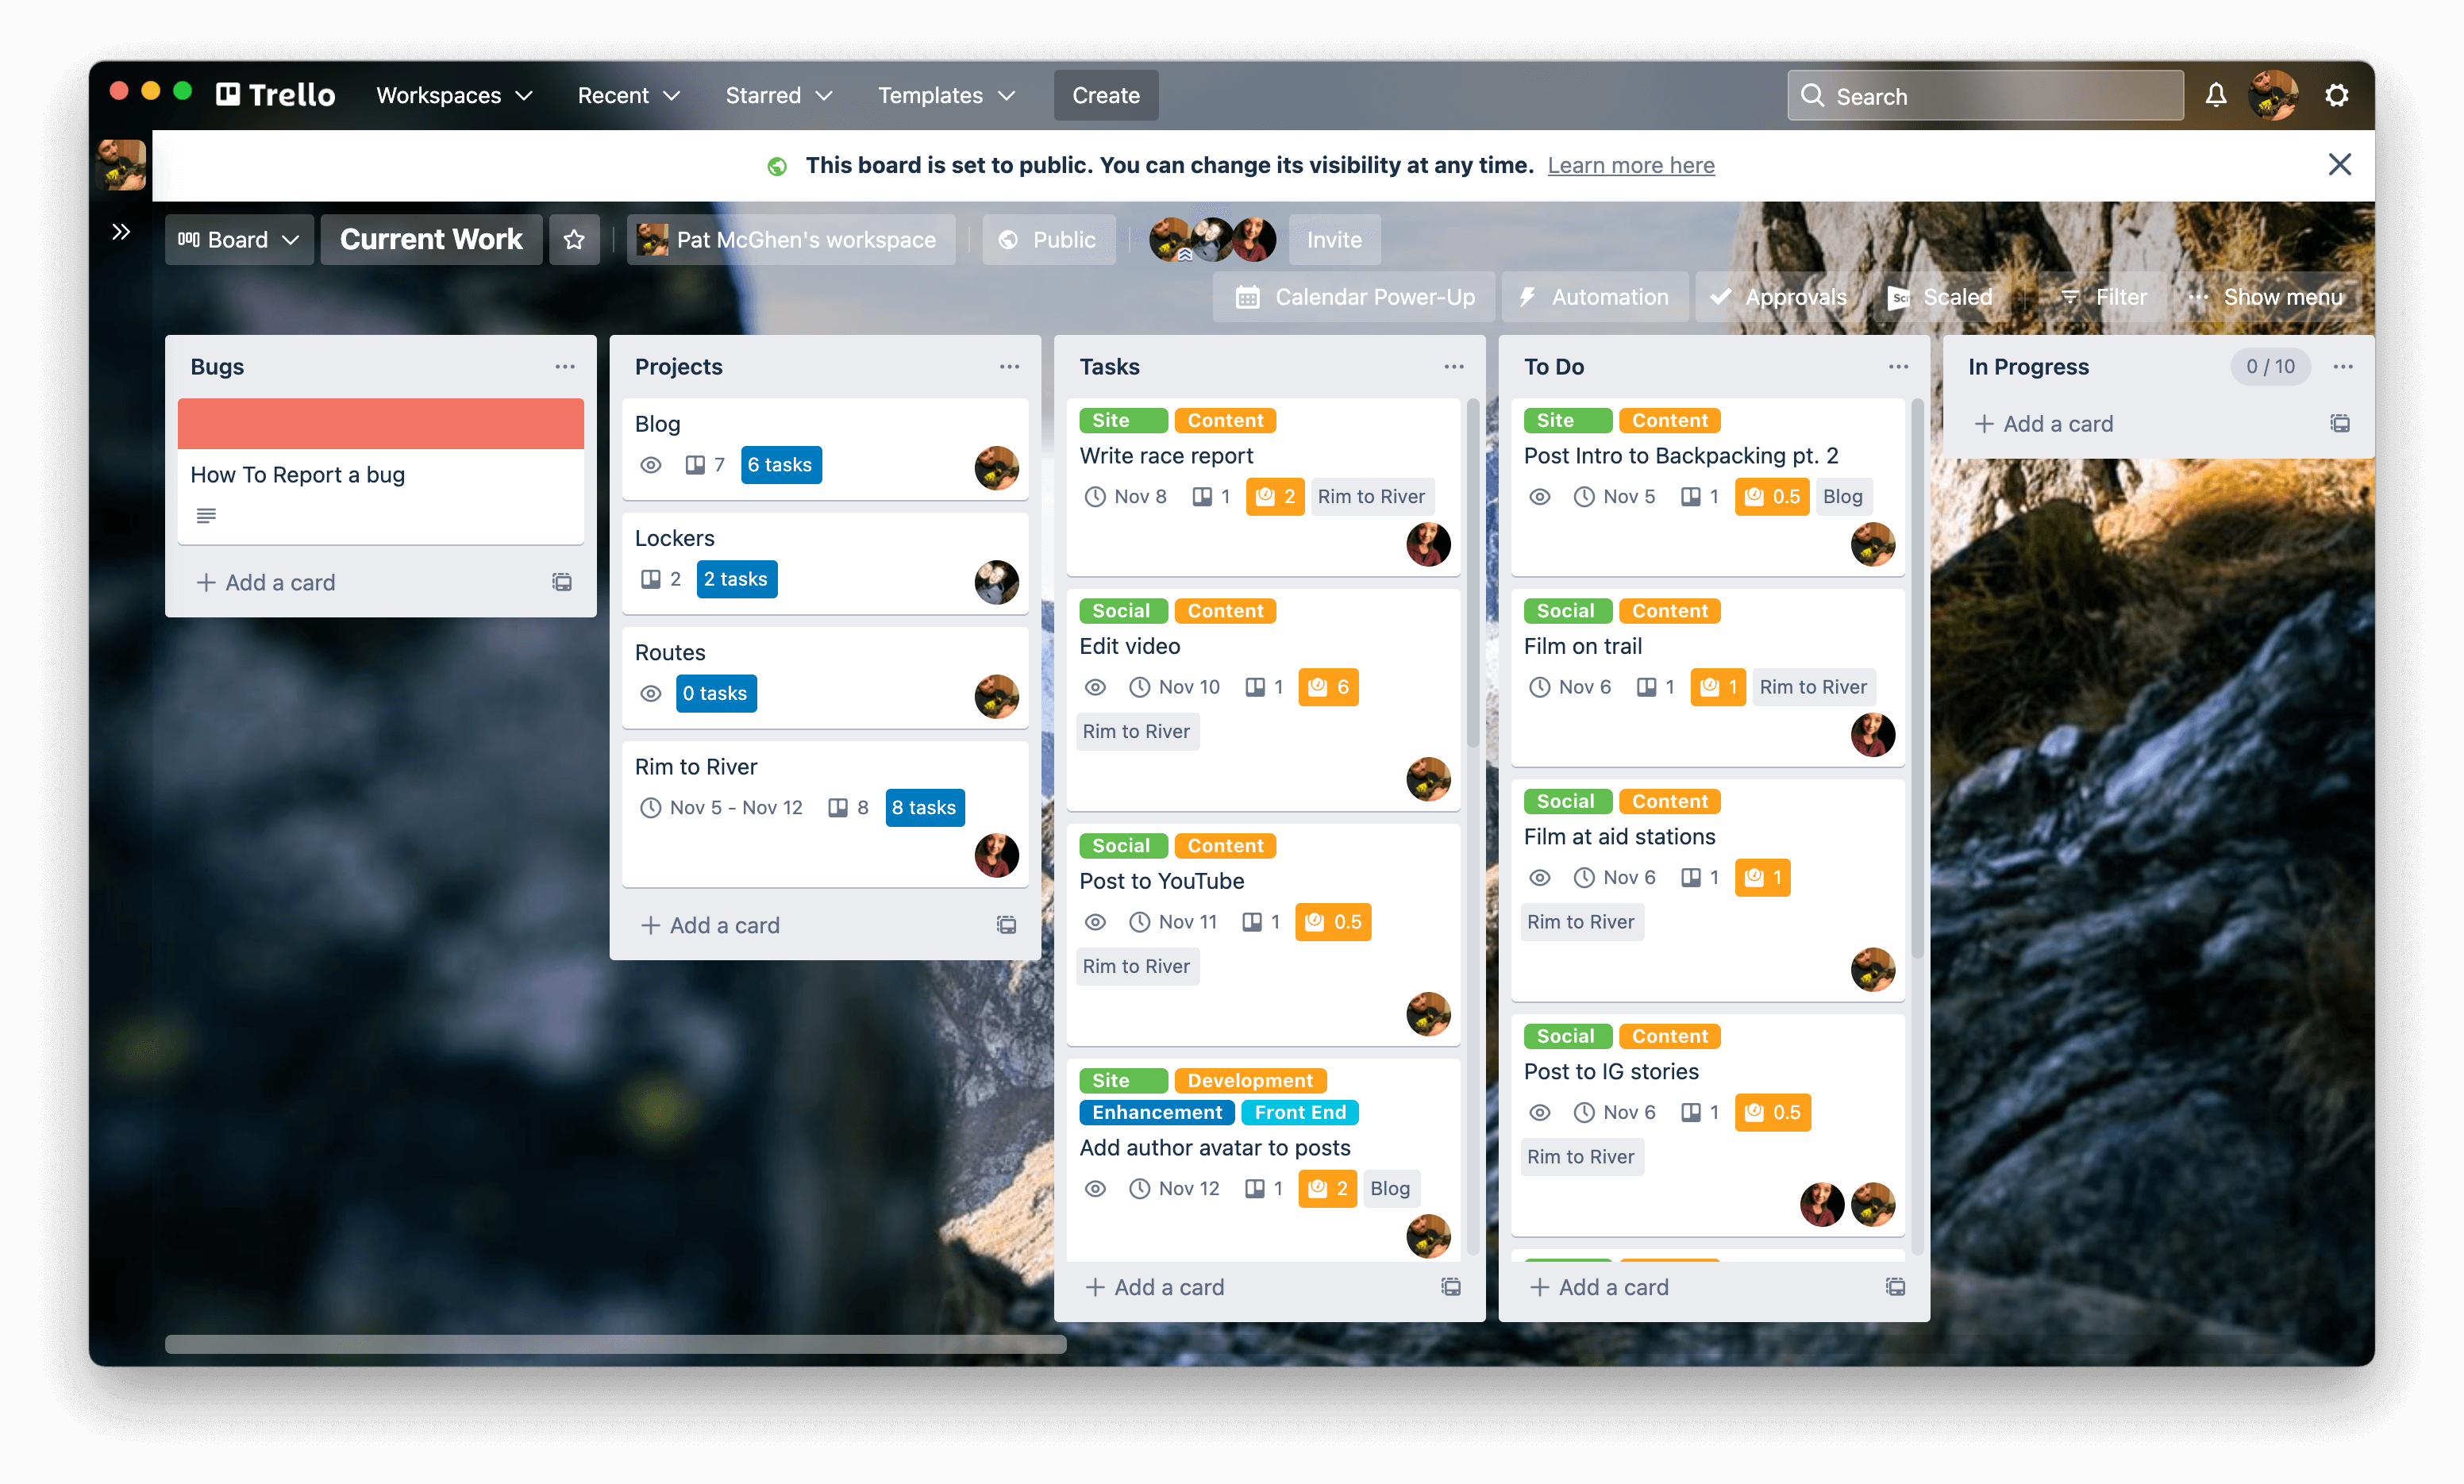 Trello
Workspaces
Recent
Starred
Templates
Create
Search
This board is set to public. You can change its visibility at any time. Learn more here
Board
Current Work
Pat McGhen's workspace
Public
Invite
Calendar Power-Up
Automation
Approvals
Scaled
Filter
Show menu
Bugs
How To Report a bug
+ Add a card
Projects
Blog
7 6 tasks
Lockers
2 2 tasks
Routes
0 tasks
Rim to River
Nov 5 - Nov 12 8 8 tasks
+ Add a card
Tasks
Site Content
Write race report
Nov 8 1 2 Rim to River
Social Content
Edit video
Nov 10 1 6
Rim to River
Social Content
Post to YouTube
Nov 11 1 0.5
Rim to River
Site Development
Enhancement Front End
Add author avatar to posts
Nov 12 1 2 Blog
+ Add a card
To Do
Site Content
Post Intro to Backpacking pt. 2
Nov 5 1 0.5 Blog
Social Content
Film on trail
Nov 6 1 1 Rim to River
Social Content
Film at aid stations
Nov 6 1 1
Rim to River
Social Content
Post to IG stories
Nov 6 1 0.5
Rim to River
+ Add a card
In Progress 0 / 10
+ Add a card